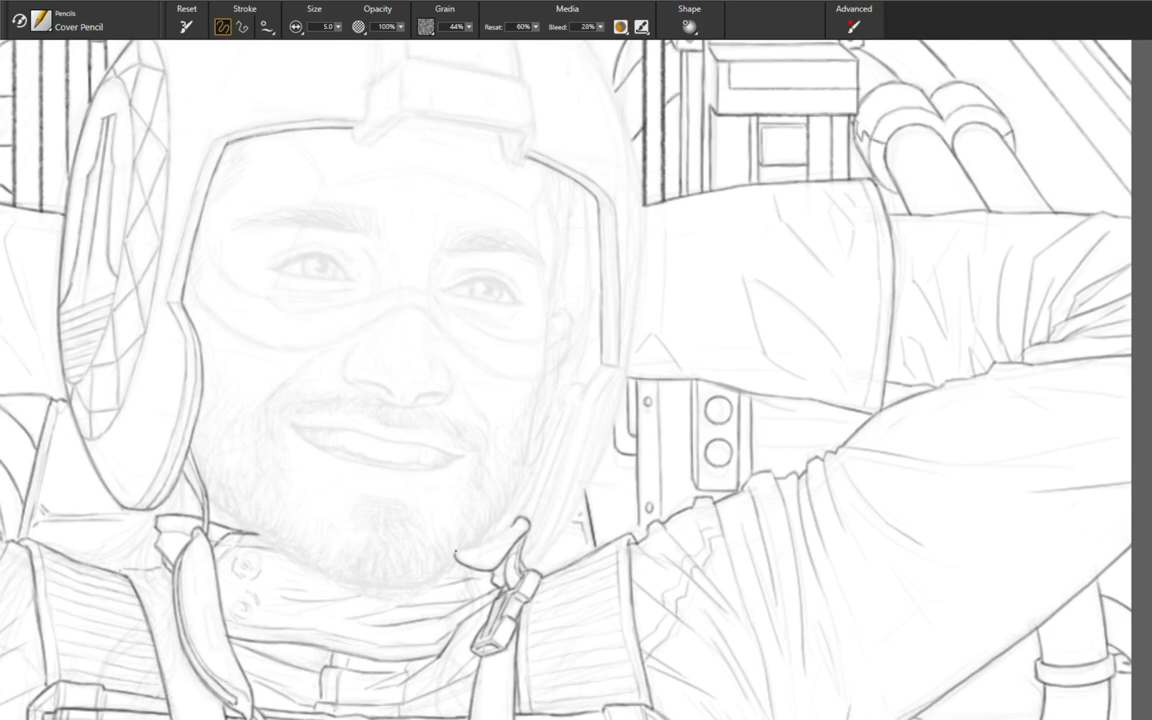 Pencils
Cover Pencil
Reset
Stroke
Size
5.0
Opacity
100%
Grain
44%
Media
Resat: 60%
Bleed: 28%
Shape
Advanced